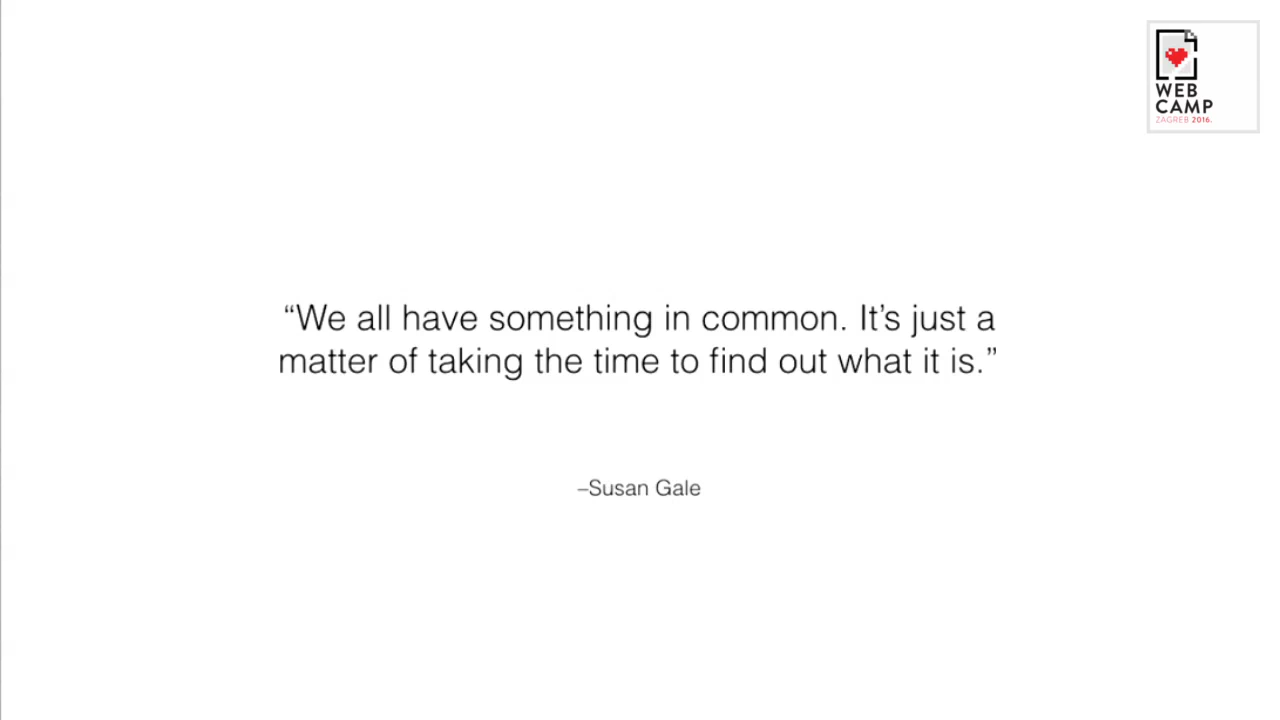 WEB
CAMP
ZAGREB 2016.
“We all have something in common. It’s just a
matter of taking the time to find out what it is.”
–Susan Gale